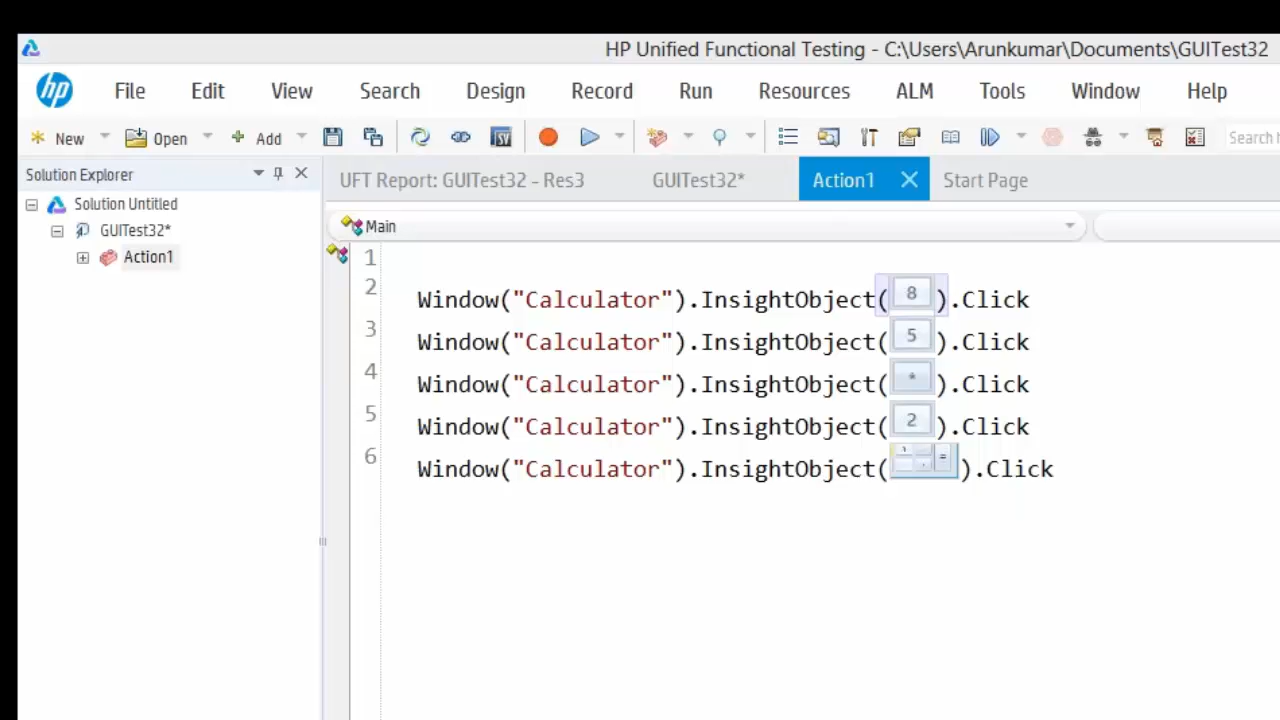 HP Unified Functional Testing - C:\Users\Arunkumar\Documents\GUITest32
hp File Edit View Search Design Record Run Resources ALM Tools Window Help
New Open Add SV Search
Solution Explorer
UFT Report: GUITest32 - Res3 GUITest32* Action1 Start Page
Solution Untitled
GUITest32*
Action1
Main
1
2 Window("Calculator").InsightObject(8).Click
3 Window("Calculator").InsightObject(5).Click
4 Window("Calculator").InsightObject(*).Click
5 Window("Calculator").InsightObject(2).Click
6 Window("Calculator").InsightObject(=).Click